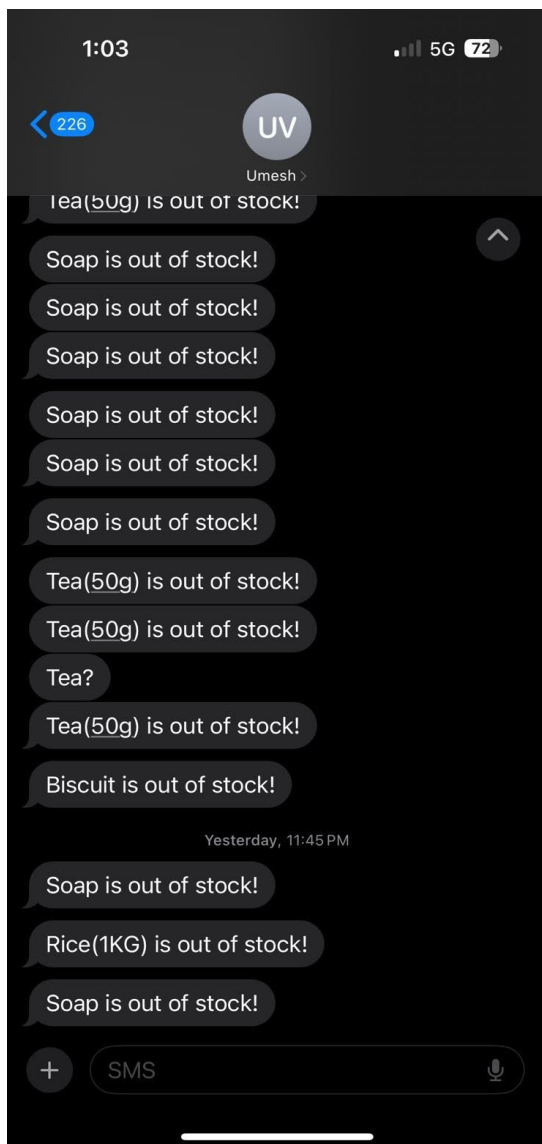 1:03
5G 72
226
UV
Umesh
Tea(50g) is out of stock!
Soap is out of stock!
Soap is out of stock!
Soap is out of stock!
Soap is out of stock!
Soap is out of stock!
Soap is out of stock!
Tea(50g) is out of stock!
Tea(50g) is out of stock!
Tea?
Tea(50g) is out of stock!
Biscuit is out of stock!
Yesterday, 11:45 PM
Soap is out of stock!
Rice(1KG) is out of stock!
Soap is out of stock!
SMS